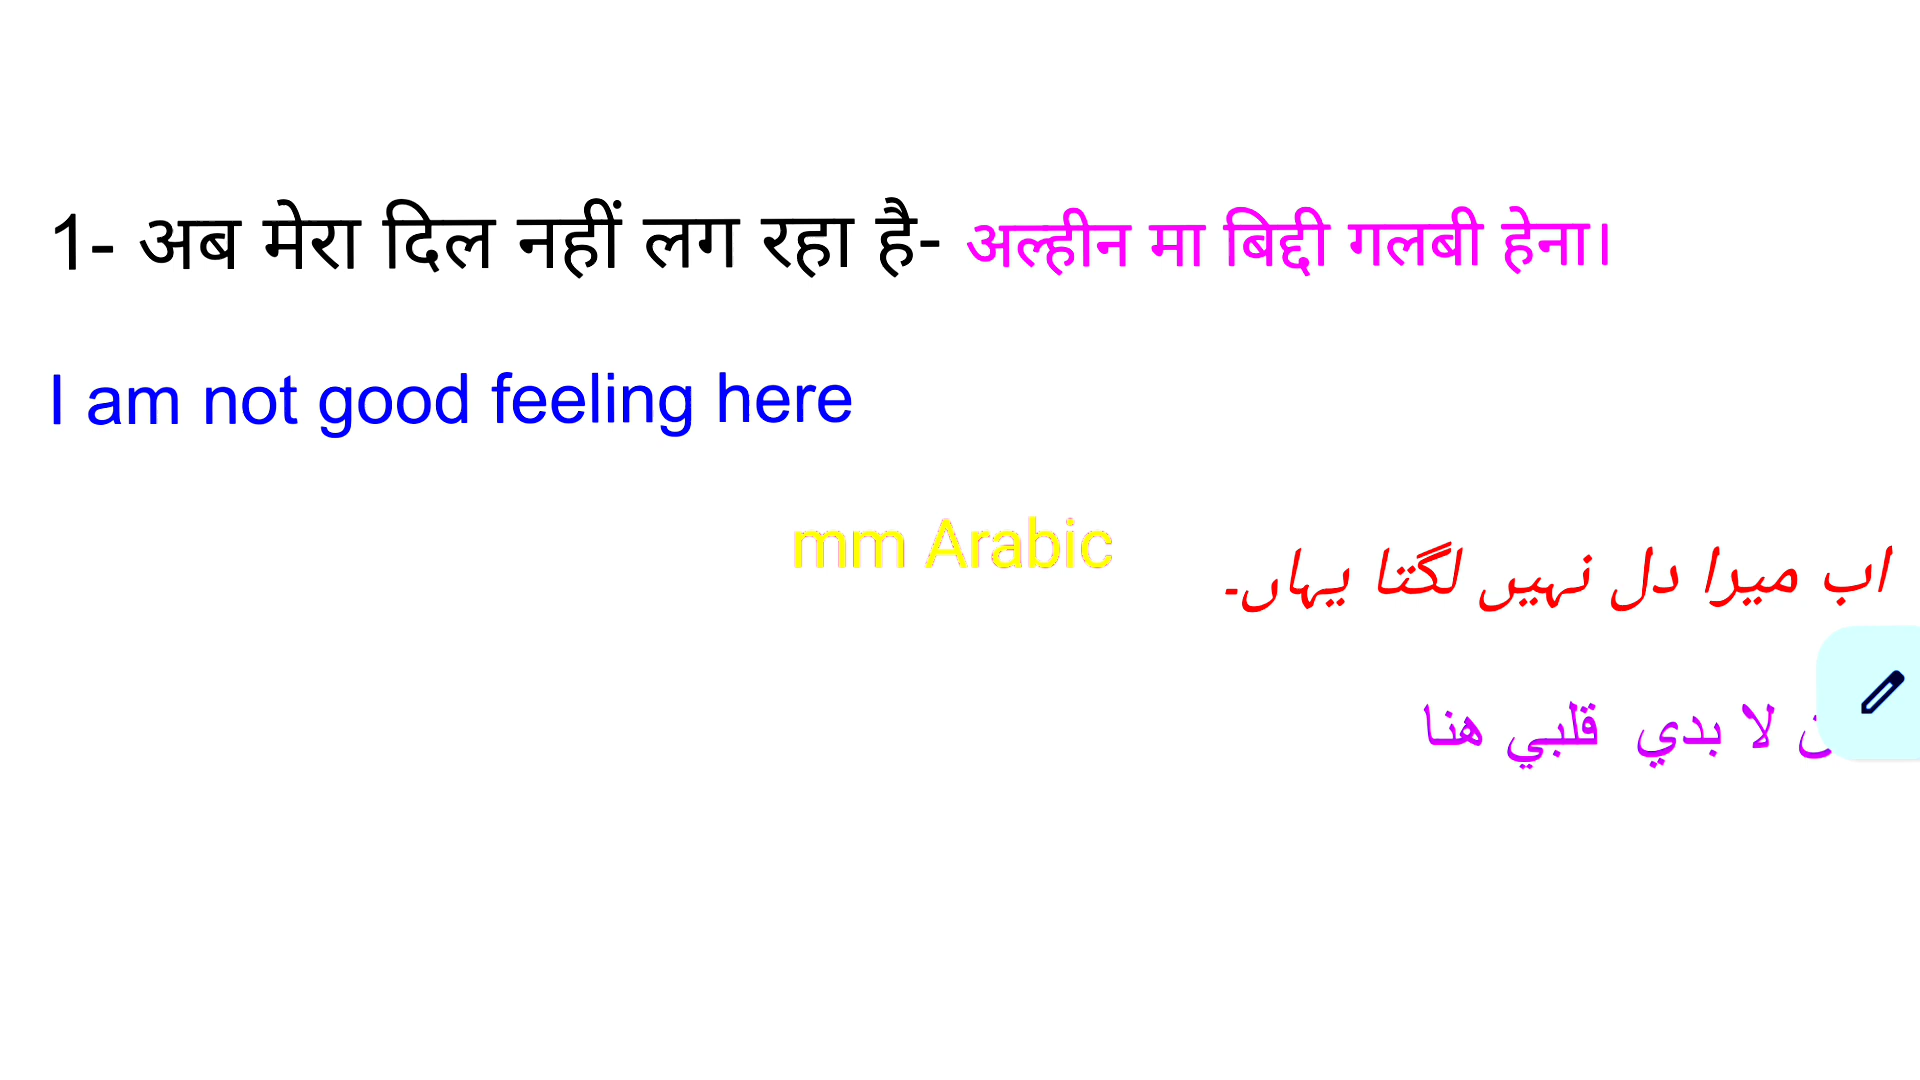 1- अब मेरा दिल नहीं लग रहा है- अल्हीन मा बिद्दी गलबी हेना।
I am not good feeling here
mm Arabic
اب میرا دل نہیں لگتا یہاں۔
لا بدي قلبي هنا